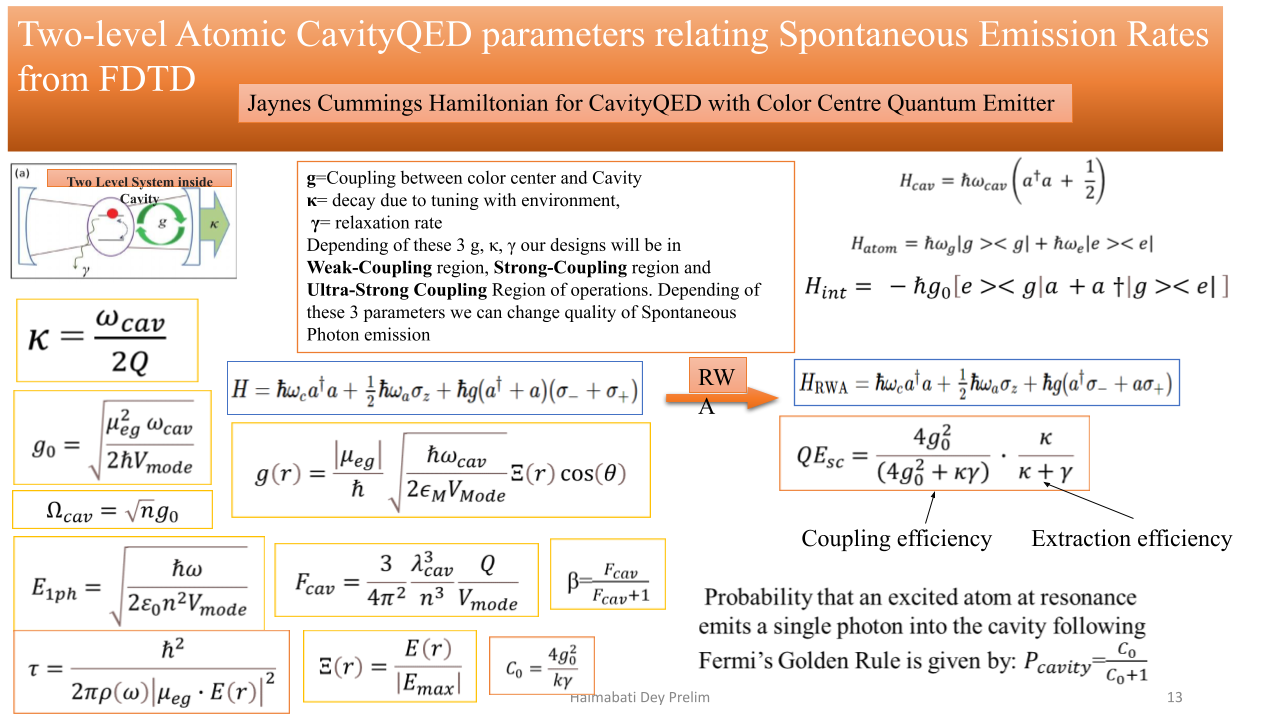 Two-level Atomic CavityQED parameters relating Spontaneous Emission Rates
from FDTD
Jaynes Cummings Hamiltonian for CavityQED with Color Centre Quantum Emitter
(a)
Two Level System inside
Cavity
g
κ
γ
g=Coupling between color center and Cavity
κ= decay due to tuning with environment,
γ= relaxation rate
Depending of these 3 g, κ, γ our designs will be in
Weak-Coupling region, Strong-Coupling region and
Ultra-Strong Coupling Region of operations. Depending of
these 3 parameters we can change quality of Spontaneous
Photon emission
H_cav = ħω_cav(a†a + 1/2)
H_atom = ħω_g|g >< g| + ħω_e|e >< e|
H_int = − ħg_0[e >< g|a + a †|g >< e| ]
κ = ω_cav / 2Q
H = ħω_c a†a + 1/2 ħω_a σ_z + ħg(a† + a)(σ_− + σ_+)
RW
A
H_RWA = ħω_c a†a + 1/2 ħω_a σ_z + ħg(a†σ_− + aσ_+)
g_0 = √(μ_eg^2 ω_cav / 2ħV_mode)
g(r) = |μ_eg| / ħ √(ħω_cav / 2ϵ_M V_Mode) Ξ(r) cos(θ)
QE_sc = 4g_0^2 / (4g_0^2 + κγ) · κ / κ + γ
Ω_cav = √n g_0
Coupling efficiency
Extraction efficiency
E_1ph = √(ħω / 2ε_0 n^2 V_mode)
F_cav = 3 / 4π^2 λ_cav^3 / n^3 Q / V_mode
β= F_cav / F_cav+1
Probability that an excited atom at resonance
emits a single photon into the cavity following
Fermi's Golden Rule is given by: P_cavity= C_0 / C_0+1
τ = ħ^2 / 2πρ(ω)|μ_eg · E(r)|^2
Ξ(r) = E(r) / |E_max|
C_0 = 4g_0^2 / kγ
Haimabati Dey Prelim
13